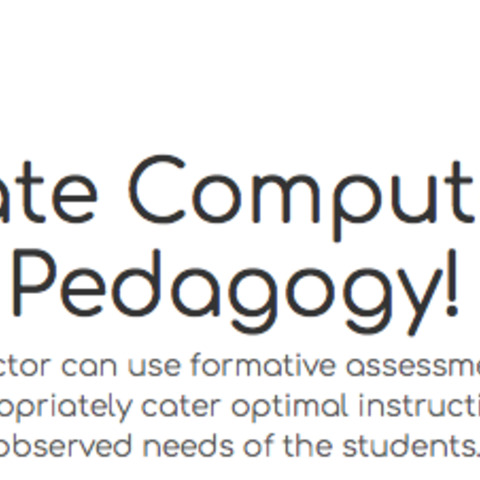 ate Comput
Pedagogy!
ctor can use formative assessme
opriately cater optimal instructi
observed needs of the students.